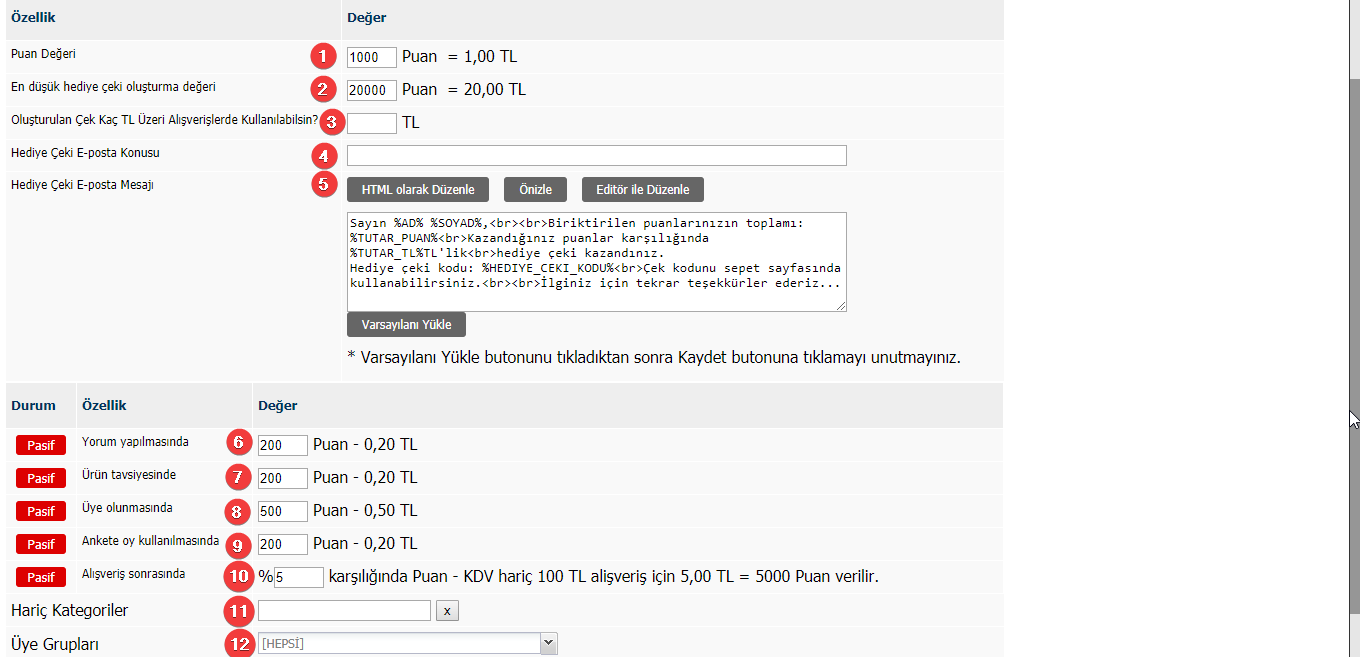 Özellik Değer
Puan Değeri 1 1000 Puan = 1,00 TL
En düşük hediye çeki oluşturma değeri 2 20000 Puan = 20,00 TL
Oluşturulan Çek Kaç TL Üzeri Alışverişlerde Kullanılabilsin? 3 TL
Hediye Çeki E-posta Konusu 4
Hediye Çeki E-posta Mesajı 5 HTML olarak Düzenle Önizle Editör ile Düzenle
Sayın %AD% %SOYAD%,<br><br>Biriktirilen puanlarınızın toplamı:
%TUTAR_PUAN%<br>Kazandığınız puanlar karşılığında
%TUTAR_TL%TL'lik<br>hediye çeki kazandınız.
Hediye çeki kodu: %HEDIYE_CEKI_KODU%<br>Çek kodunu sepet sayfasında
kullanabilirsiniz.<br><br>İlginiz için tekrar teşekkürler ederiz...
Varsayılanı Yükle
* Varsayılanı Yükle butonunu tıkladıktan sonra Kaydet butonuna tıklamayı unutmayınız.
Durum Özellik Değer
Pasif Yorum yapılmasında 6 200 Puan - 0,20 TL
Pasif Ürün tavsiyesinde 7 200 Puan - 0,20 TL
Pasif Üye olunmasında 8 500 Puan - 0,50 TL
Pasif Ankete oy kullanılmasında 9 200 Puan - 0,20 TL
Pasif Alışveriş sonrasında 10 %5 karşılığında Puan - KDV hariç 100 TL alişveriş için 5,00 TL = 5000 Puan verilir.
Hariç Kategoriler 11 x
Üye Grupları 12 [HEPSİ]